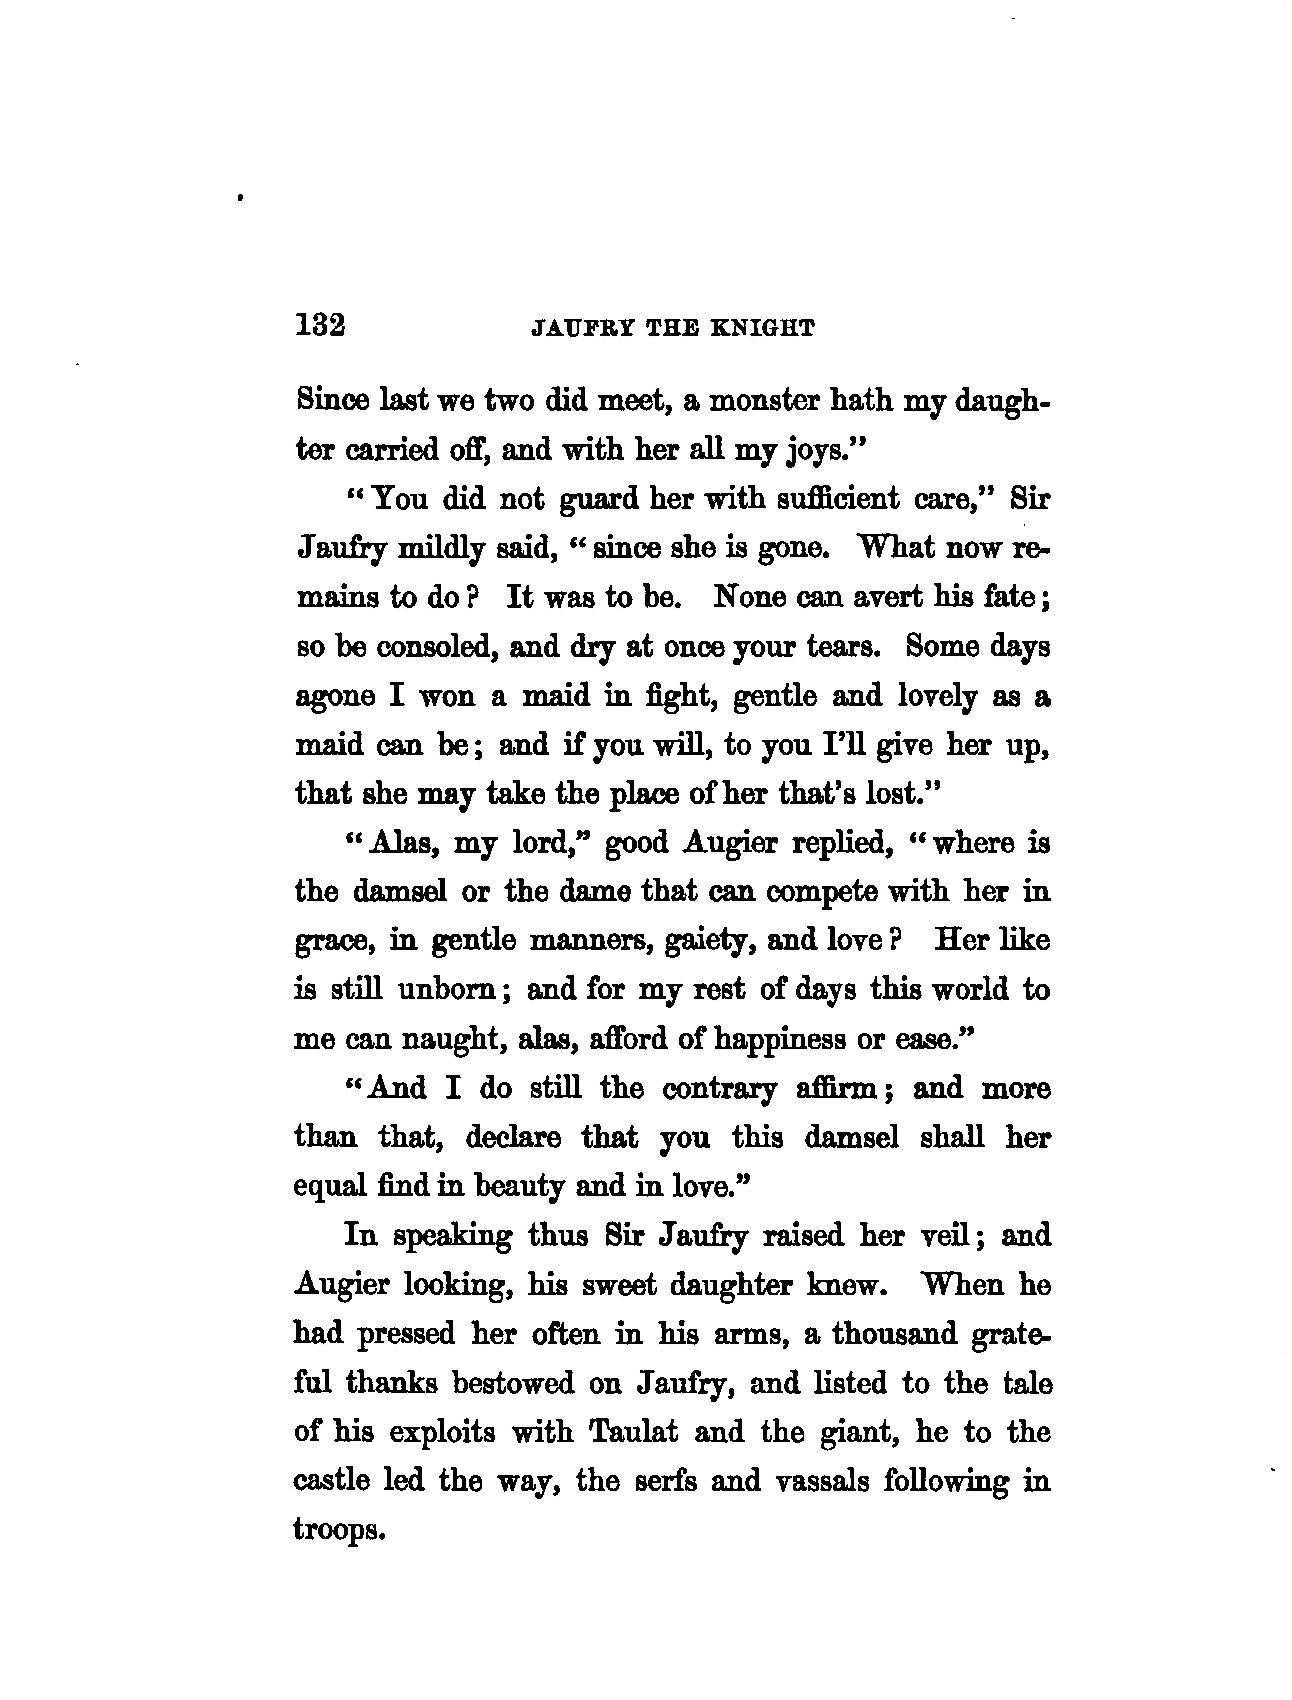 132 JAUFRY THE KNIGHT
Since last we two did meet, a monster hath my daugh-
ter carried off, and with her all my joys."
"You did not guard her with sufficient care," Sir
Jaufry mildly said, "since she is gone. What now re-
mains to do? It was to be. None can avert his fate;
so be consoled, and dry at once your tears. Some days
agone I won a maid in fight, gentle and lovely as a
maid can be; and if you will, to you I'll give her up,
that she may take the place of her that's lost."
"Alas, my lord," good Augier replied, "where is
the damsel or the dame that can compete with her in
grace, in gentle manners, gaiety, and love? Her like
is still unborn; and for my rest of days this world to
me can naught, alas, afford of happiness or ease."
"And I do still the contrary affirm; and more
than that, declare that you this damsel shall her
equal find in beauty and in love."
In speaking thus Sir Jaufry raised her veil; and
Augier looking, his sweet daughter knew. When he
had pressed her often in his arms, a thousand grate-
ful thanks bestowed on Jaufry, and listed to the tale
of his exploits with Taulat and the giant, he to the
castle led the way, the serfs and vassals following in
troops.